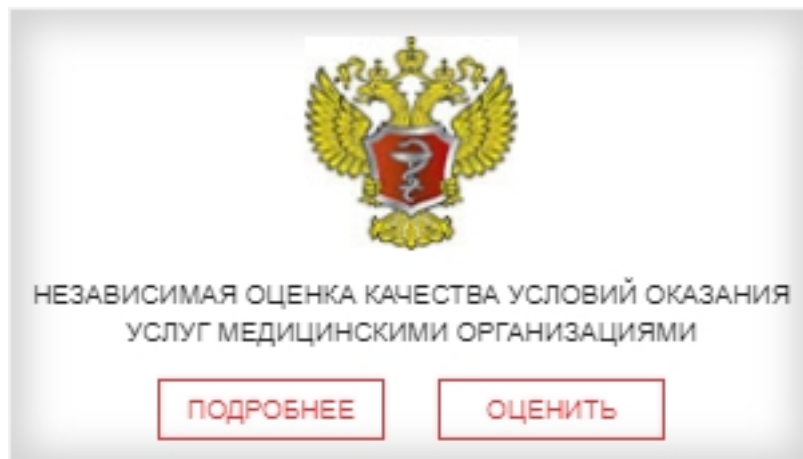 НЕЗАВИСИМАЯ ОЦЕНКА КАЧЕСТВА УСЛОВИЙ ОКАЗАНИЯ
УСЛУГ МЕДИЦИНСКИМИ ОРГАНИЗАЦИЯМИ
ПОДРОБНЕЕ ОЦЕНИТЬ